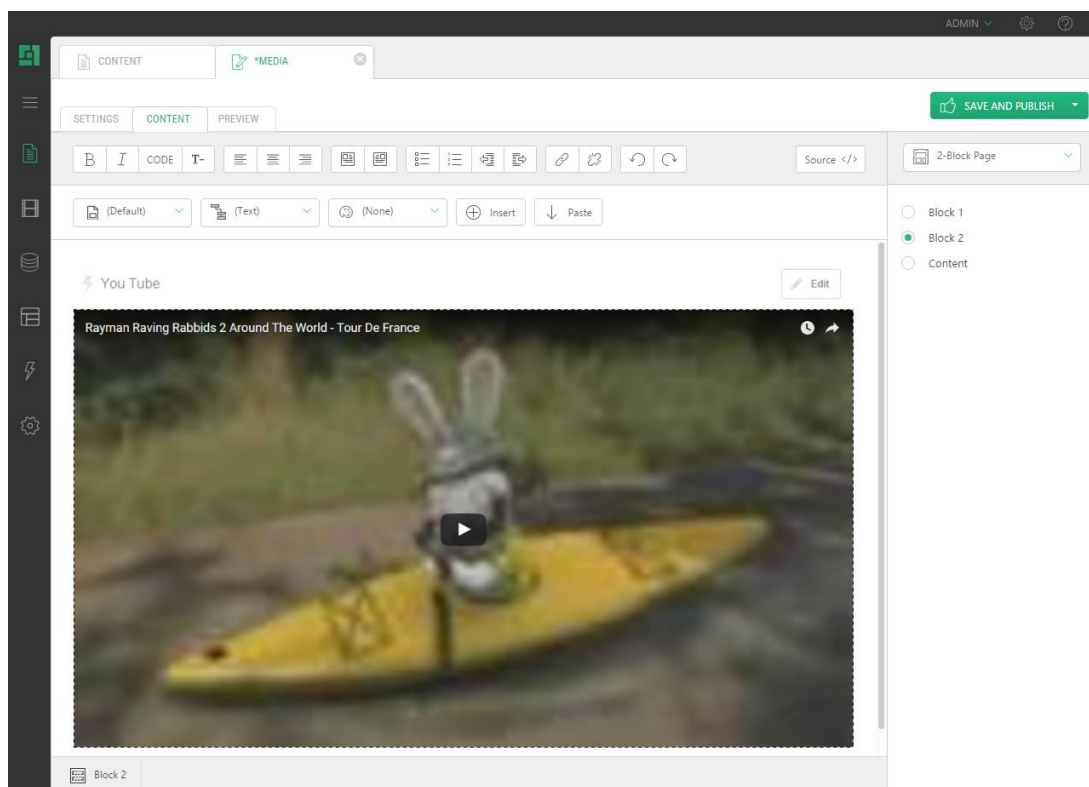 ADMIN
CONTENT
*MEDIA
SETTINGS CONTENT PREVIEW
SAVE AND PUBLISH
B I CODE T-
Source </>
2-Block Page
(Default) (Text) (None) Insert Paste
Block 1
Block 2
Content
You Tube
Edit
Rayman Raving Rabbids 2 Around The World - Tour De France
Block 2